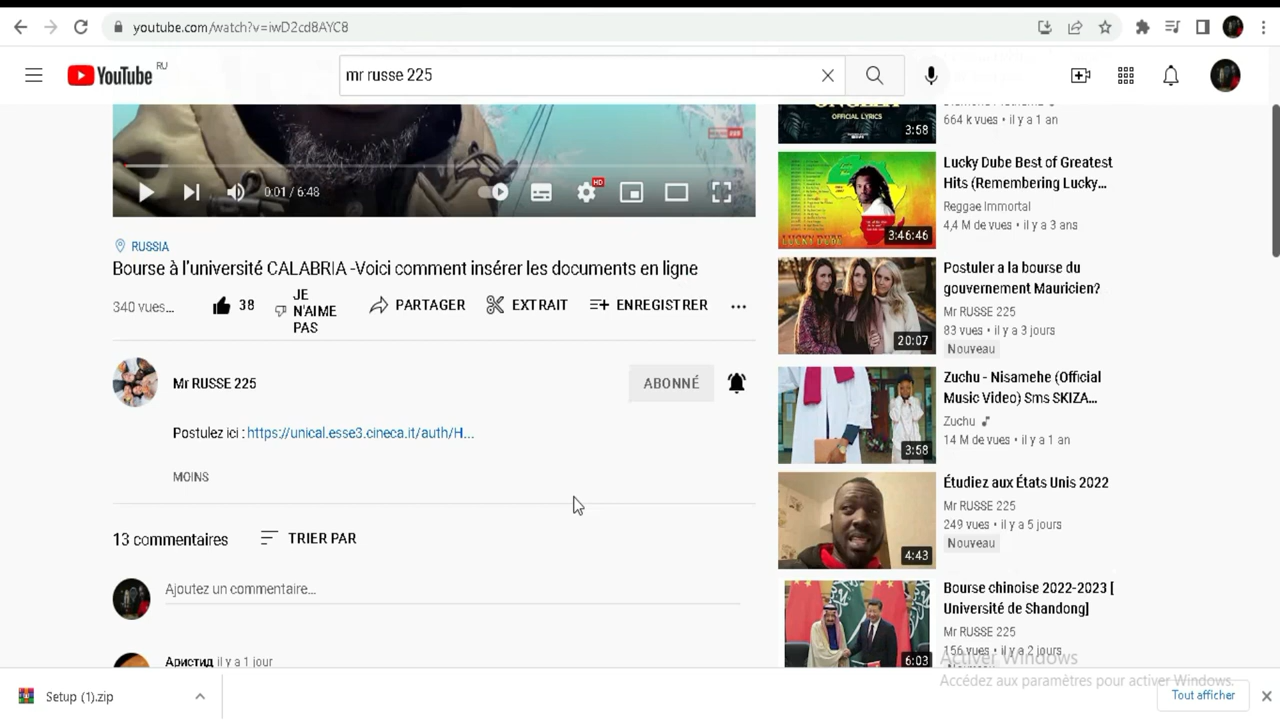 youtube.com/watch?v=iwD2cd8AYC8
YouTube RU
mr russe 225
OFFICIAL LYRICS
3:58
664 k vues • il y a 1 an
0:01 / 6:48
HD
Lucky Dube Best of Greatest
Hits (Remembering Lucky...
Reggae Immortal
4,4 M de vues • il y a 3 ans
3:46:46
RUSSIA
Bourse à l'université CALABRIA -Voici comment insérer les documents en ligne
340 vues...
38
JE
N'AIME
PAS
PARTAGER
EXTRAIT
ENREGISTRER
Postuler a la bourse du
gouvernement Mauricien?
Mr RUSSE 225
83 vues • il y a 3 jours
Nouveau
20:07
Mr RUSSE 225
ABONNÉ
Postulez ici : https://unical.esse3.cineca.it/auth/H...
MOINS
Zuchu - Nisamehe (Official
Music Video) Sms SKIZA...
Zuchu
14 M de vues • il y a 1 an
3:58
13 commentaires
TRIER PAR
Ajoutez un commentaire...
Аристид il y a 1 jour
Étudiez aux États Unis 2022
Mr RUSSE 225
249 vues • il y a 5 jours
Nouveau
4:43
Bourse chinoise 2022-2023 [
Université de Shandong]
Mr RUSSE 225
156 vues • il y a 2 jours
6:03
Activer Windows
Accédez aux paramètres pour activer Windows.
Setup (1).zip
Tout afficher